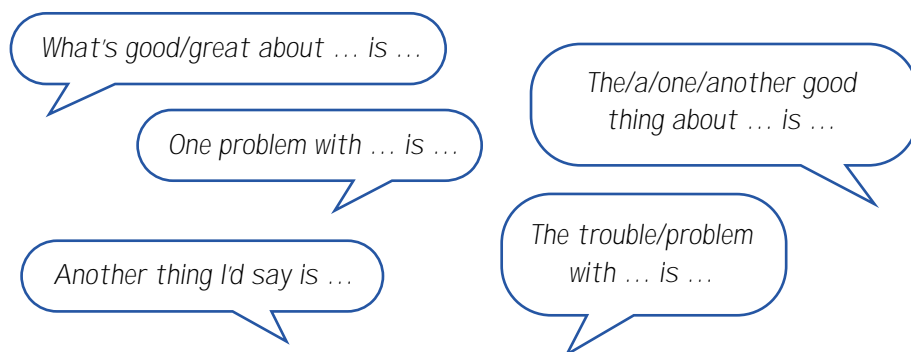 What's good/great about … is …
The/a/one/another good
thing about … is …
One problem with … is …
The trouble/problem
with … is …
Another thing I'd say is …